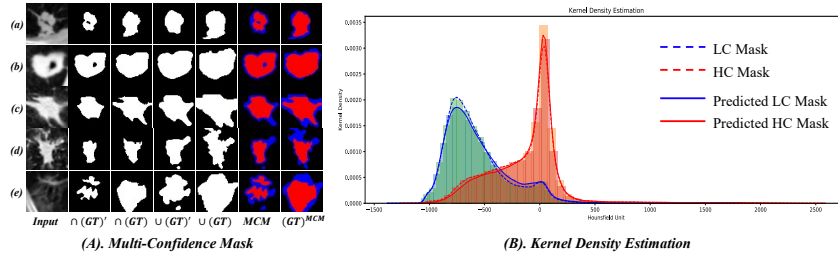 (a)
(b)
(c)
(d)
(e)
Input ∩ (GT)′ ∩ (GT) ∪ (GT)′ ∪ (GT) MCM (GT)^MCM
(A). Multi-Confidence Mask
Kernel Density Estimation
LC Mask
HC Mask
Predicted LC Mask
Predicted HC Mask
Kernel Density
0.0035
0.0030
0.0025
0.0020
0.0015
0.0010
0.0005
0.0000
−1500 −1000 −500 0 500 1000 1500 2000 2500
Hounsfield Unit
(B). Kernel Density Estimation